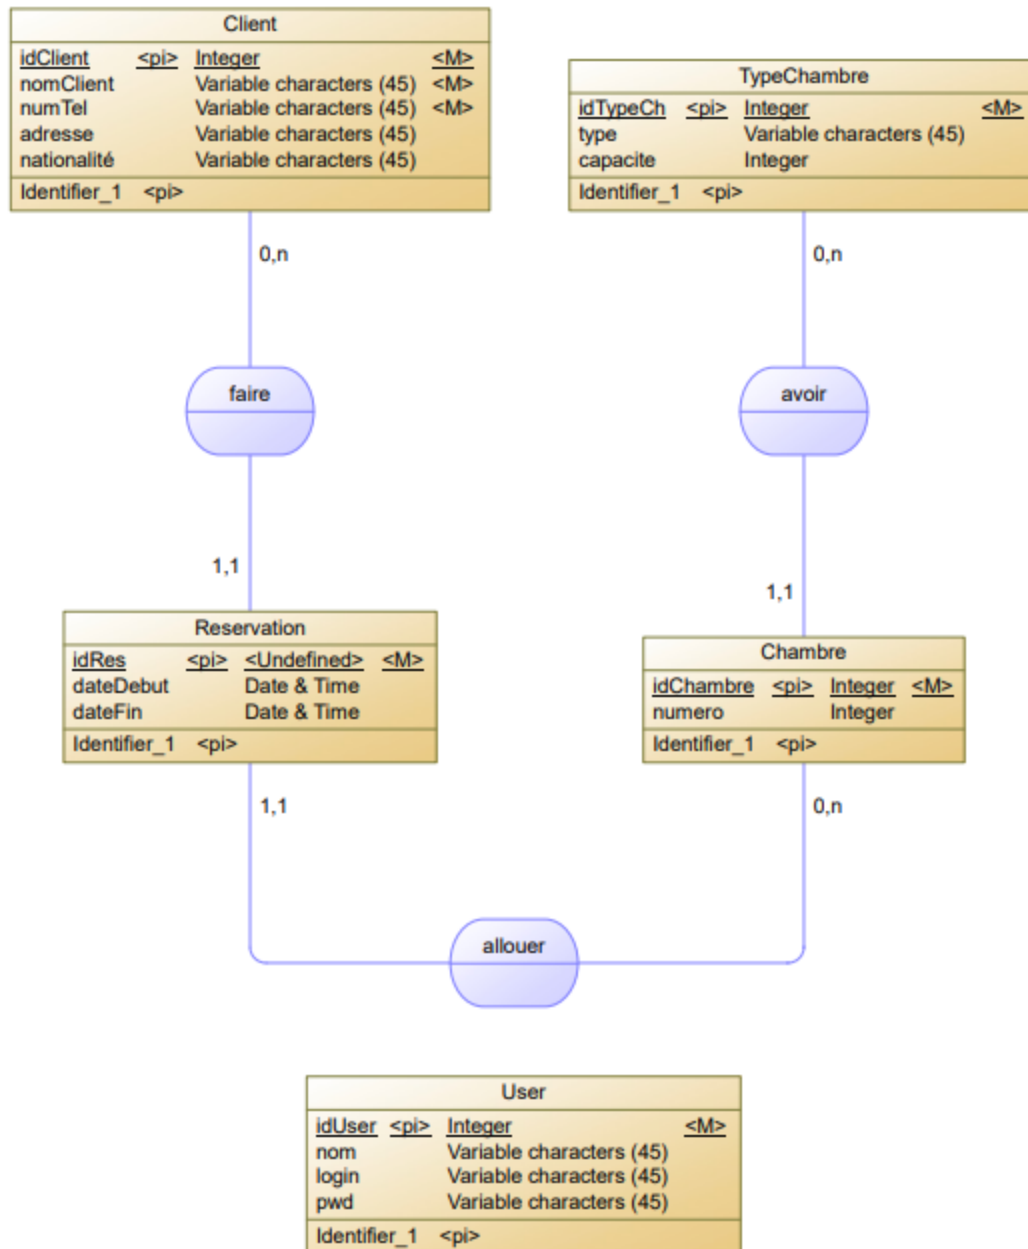 Client
idClient <pi> Integer <M>
nomClient Variable characters (45) <M>
numTel Variable characters (45) <M>
adresse Variable characters (45)
nationalité Variable characters (45)
Identifier_1 <pi>
TypeChambre
idTypeCh <pi> Integer <M>
type Variable characters (45)
capacite Integer
Identifier_1 <pi>
0,n
0,n
faire
avoir
1,1
1,1
Reservation
idRes <pi> <Undefined> <M>
dateDebut Date & Time
dateFin Date & Time
Identifier_1 <pi>
Chambre
idChambre <pi> Integer <M>
numero Integer
Identifier_1 <pi>
1,1
0,n
allouer
User
idUser <pi> Integer <M>
nom Variable characters (45)
login Variable characters (45)
pwd Variable characters (45)
Identifier_1 <pi>